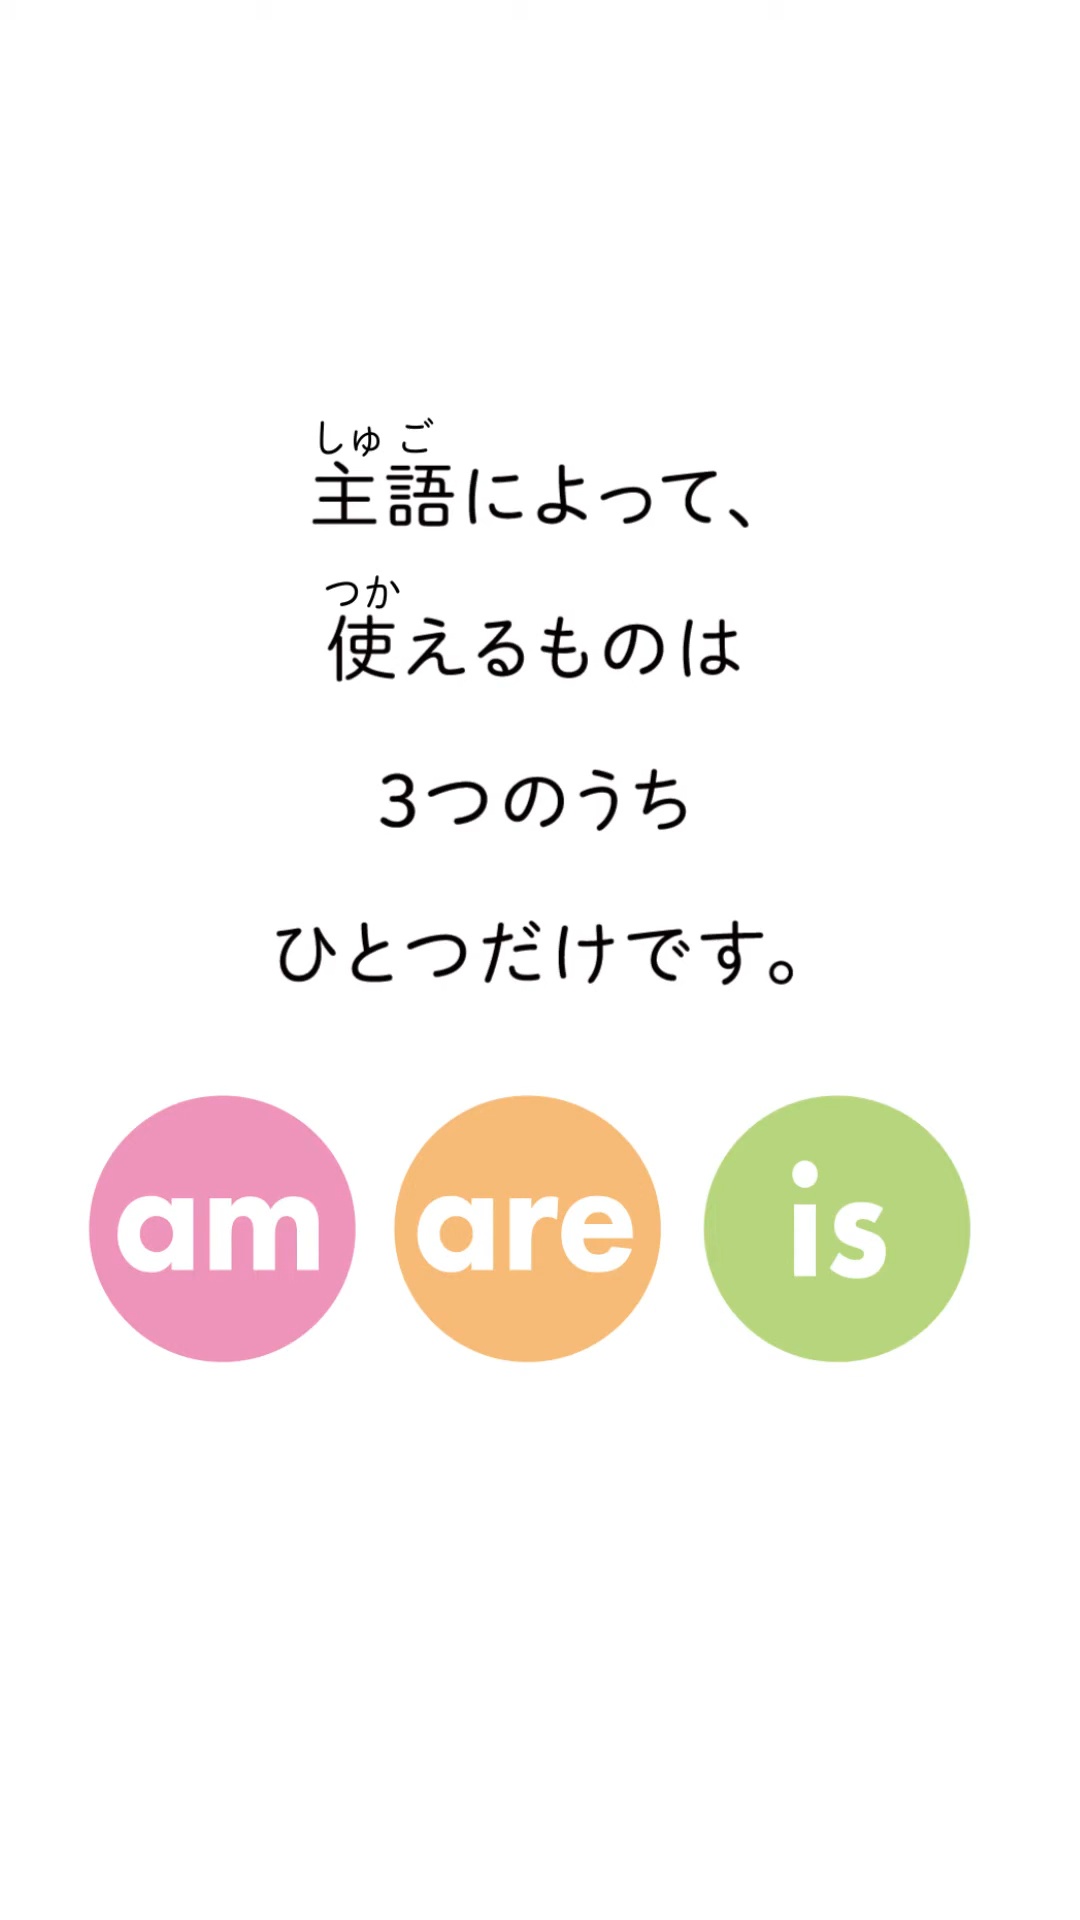 しゅご
主語によって、
つか
使えるものは
3つのうち
ひとつだけです。
am are is